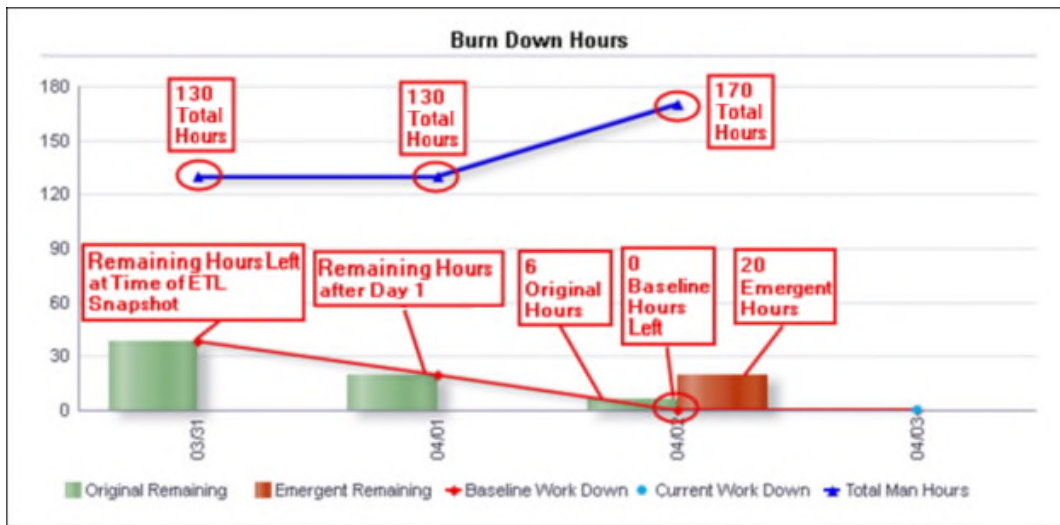 Burn Down Hours
180
150
120
90
60
30
0
130
Total
Hours
130
Total
Hours
170
Total
Hours
Remaining Hours Left
at Time of ETL
Snapshot
Remaining Hours
after Day 1
6
Original
Hours
0
Baseline
Hours
Left
20
Emergent
Hours
03/31
04/01
04/02
04/03
Original Remaining
Emergent Remaining
Baseline Work Down
Current Work Down
Total Man Hours